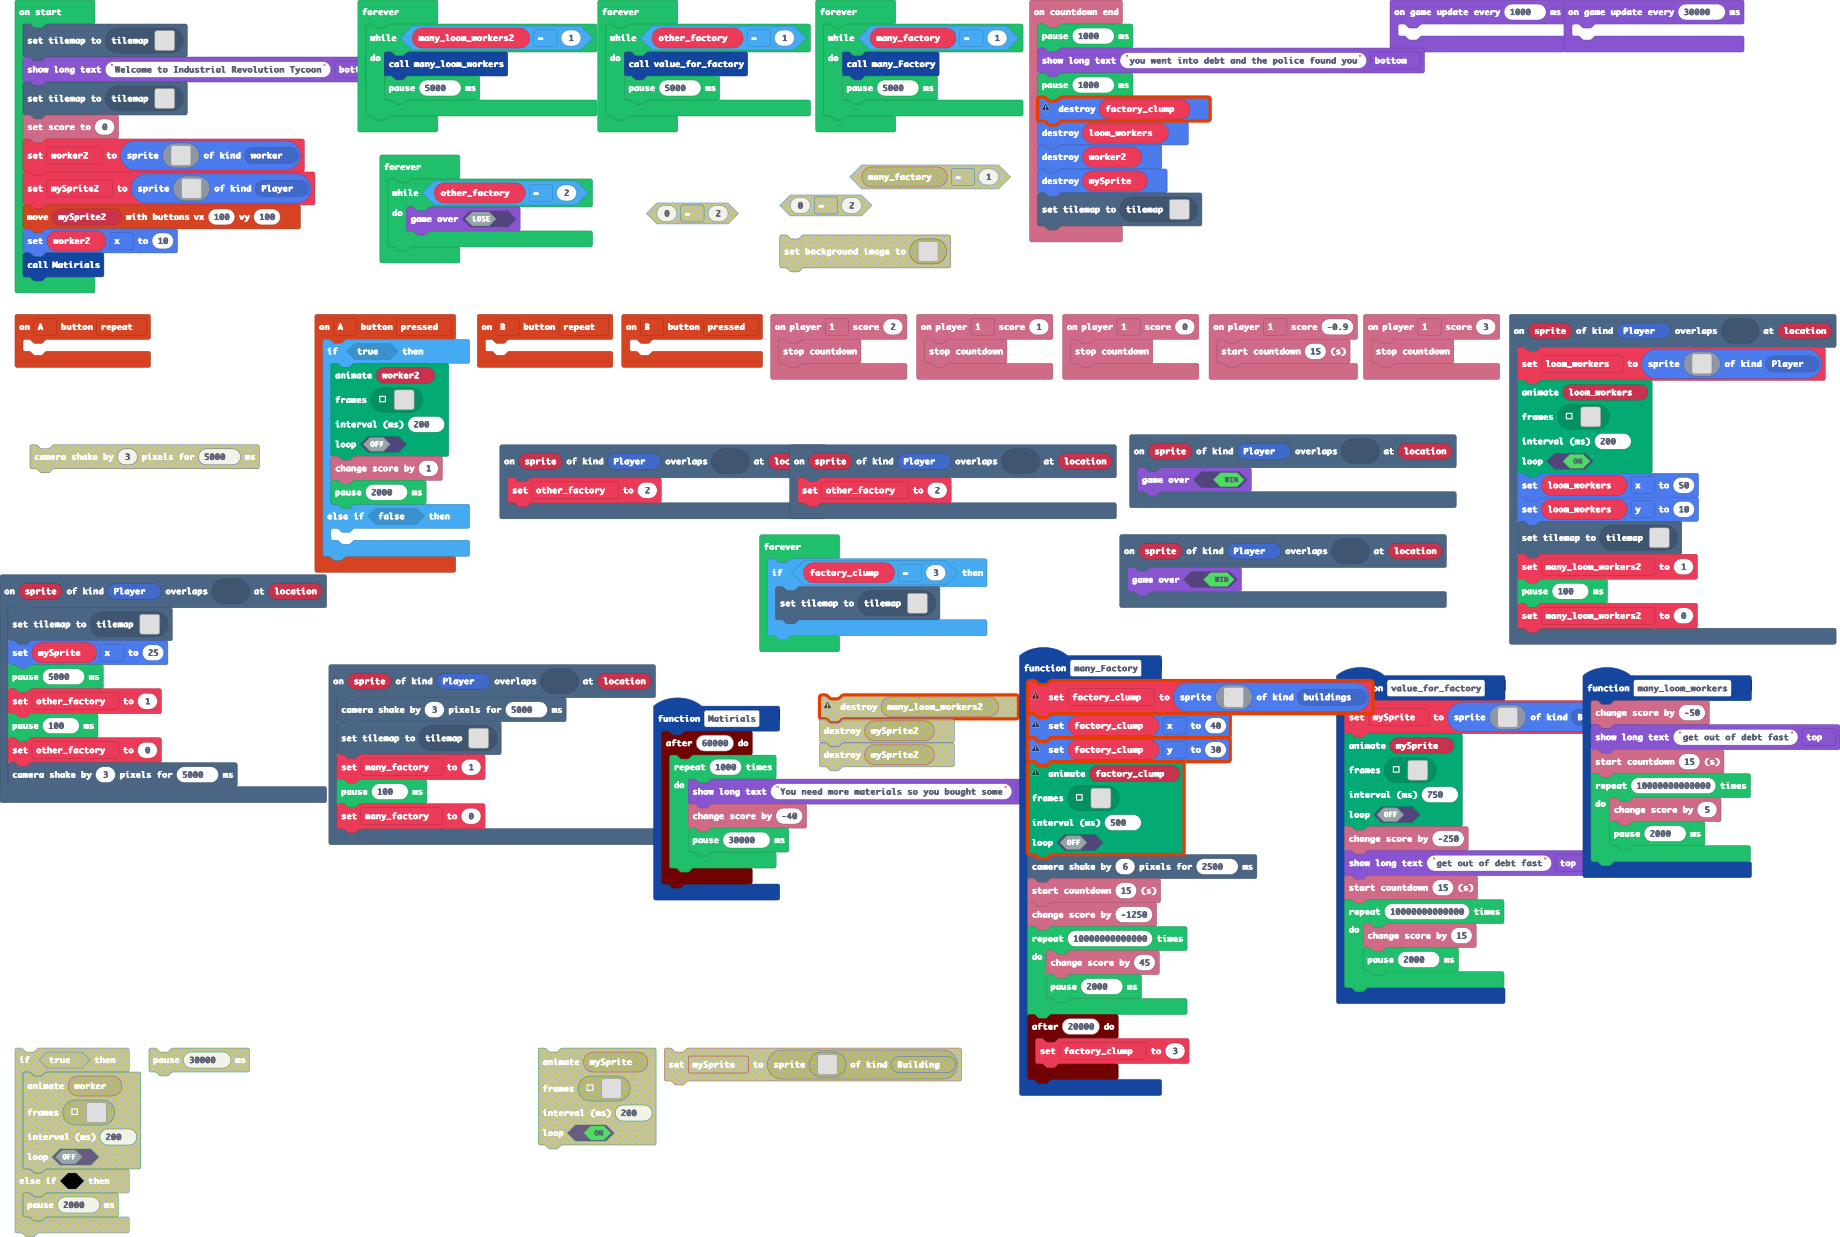 on start
set tilemap to tilemap
show long text "Welcome to Industrial Revolution Tycoon" bott
set tilemap to tilemap
set score to 0
set worker2 to sprite of kind worker
set mySprite2 to sprite of kind Player
move mySprite2 with buttons vx 100 vy 100
set worker2 x to 10
call Matirials
forever
while many_loom_workers2 = 1
do call many_loom_workers
pause 5000 ms
forever
while other_factory = 1
do call value_for_factory
pause 5000 ms
forever
while many_factory = 1
do call many_factory
pause 5000 ms
on countdown end
pause 1000 ms
show long text "you went into debt and the police found you" bottom
pause 1000 ms
destroy factory_clump
destroy loom_workers
destroy worker2
destroy mySprite
set tilemap to tilemap
on game update every 1000 ms
on game update every 30000 ms
forever
while other_factory = 2
do game over LOSE
0 = 2
many_factory = 1
0 = 2
set background image to
on A button repeat
on A button pressed
if true then
animate worker2
frames
interval (ms) 200
loop OFF
change score by 1
pause 2000 ms
else if false then
on B button repeat
on B button pressed
on player 1 score 2
stop countdown
on player 1 score 1
stop countdown
on player 1 score 0
stop countdown
on player 1 score -0.9
start countdown 15 (s)
on player 1 score 3
stop countdown
on sprite of kind Player overlaps at location
set loom_workers to sprite of kind Player
animate loom_workers
frames
interval (ms) 200
loop ON
set loom_workers x to 50
set loom_workers y to 10
set tilemap to tilemap
set many_loom_workers2 to 1
pause 100 ms
set many_loom_workers2 to 0
camera shake by 3 pixels for 5000 ms
on sprite of kind Player overlaps at loc
set other_factory to 2
on sprite of kind Player overlaps at location
set other_factory to 2
on sprite of kind Player overlaps at location
game over WIN
forever
if factory_clump = 3 then
set tilemap to tilemap
on sprite of kind Player overlaps at location
game over WIN
on sprite of kind Player overlaps at location
set tilemap to tilemap
set mySprite x to 25
pause 5000 ms
set other_factory to 1
pause 100 ms
set other_factory to 0
camera shake by 3 pixels for 5000 ms
on sprite of kind Player overlaps at location
camera shake by 3 pixels for 5000 ms
set tilemap to tilemap
set many_factory to 1
pause 100 ms
set many_factory to 0
function Matirials
after 60000 do
repeat 1000 times
do show long text "You need more materials so you bought some"
change score by -40
pause 30000 ms
destroy many_loom_workers2
destroy mySprite2
destroy mySprite2
function many_Factory
set factory_clump to sprite of kind buildings
set factory_clump x to 40
set factory_clump y to 30
animate factory_clump
frames
interval (ms) 500
loop OFF
camera shake by 6 pixels for 2500 ms
start countdown 15 (s)
change score by -1250
repeat 10000000000000 times
do change score by 45
pause 2000 ms
after 20000 do
set factory_clump to 3
on value_for_factory
set mySprite to sprite of kind B
animate mySprite
frames
interval (ms) 750
loop OFF
change score by -250
show long text "get out of debt fast" top
start countdown 15 (s)
repeat 10000000000000 times
do change score by 15
pause 2000 ms
function many_loom_workers
change score by -50
show long text "get out of debt fast" top
start countdown 15 (s)
repeat 10000000000000 times
do change score by 5
pause 2000 ms
if true then
animate worker
frames
interval (ms) 200
loop OFF
else if then
pause 2000 ms
pause 30000 ms
animate mySprite
frames
interval (ms) 200
loop ON
set mySprite to sprite of kind Building